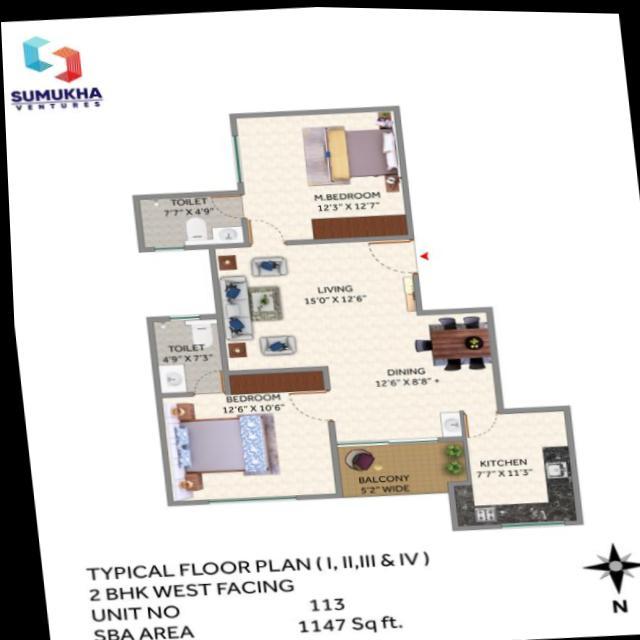 SUMUKHA
VENTURES
M.BEDROOM
12'3" X 12'7"
TOILET
7'7" X 4'9"
LIVING
15'0" X 12'6"
TOILET
4'9" X 7'3"
DINING
12'6" X 8'8" +
BEDROOM
12'6" X 10'6"
KITCHEN
7'7" X 11'3"
BALCONY
5'2" WIDE
TYPICAL FLOOR PLAN ( I, II,III & IV )
2 BHK WEST FACING
UNIT NO 113
SBA AREA 1147 Sq ft.
N